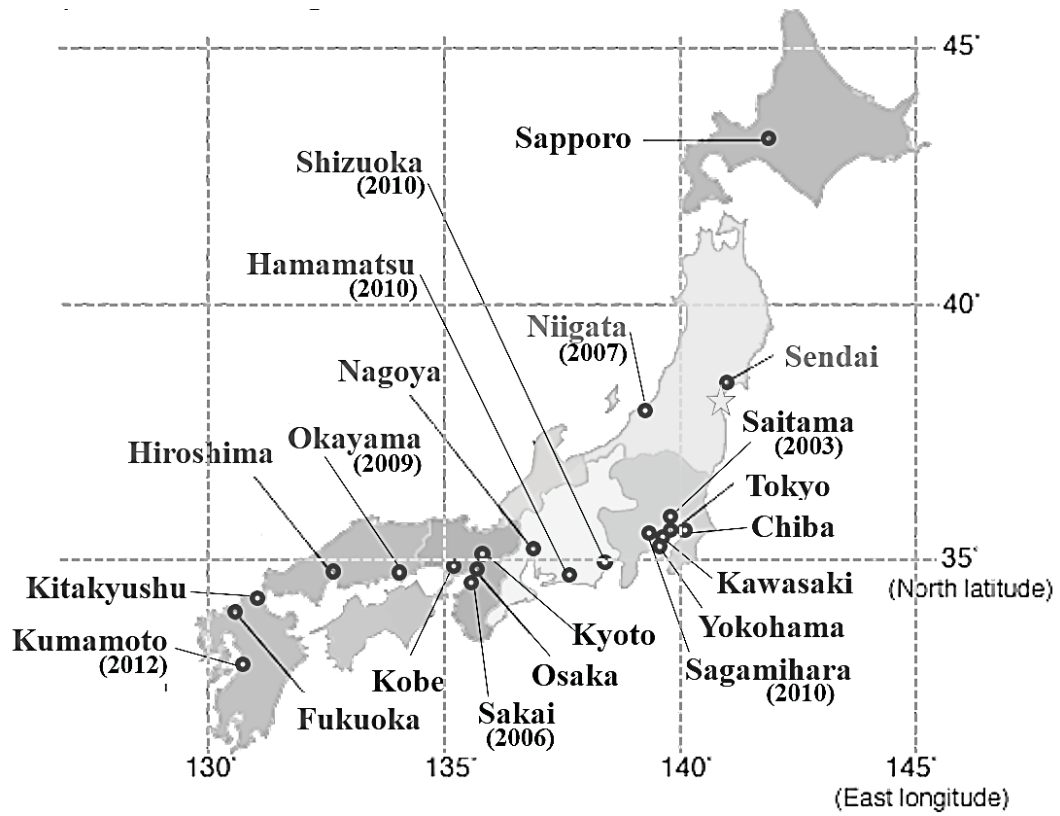 45°
Sapporo
Shizuoka
(2010)
Hamamatsu
(2010)
40°
Niigata
(2007)
Sendai
Nagoya
Saitama
(2003)
Okayama
(2009)
Hiroshima
Tokyo
Chiba
35°
(North latitude)
Kawasaki
Kitakyushu
Yokohama
Kyoto
Kumamoto
(2012)
Sagamihara
(2010)
Osaka
Kobe
Fukuoka
Sakai
(2006)
130° 135° 140° 145°
(East longitude)